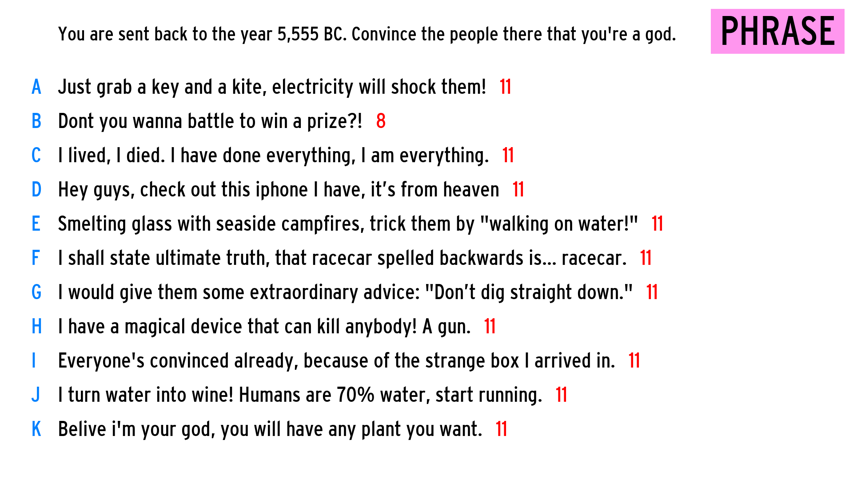 You are sent back to the year 5,555 BC. Convince the people there that you're a god.
PHRASE
A Just grab a key and a kite, electricity will shock them! 11
B Dont you wanna battle to win a prize?! 8
C I lived, I died. I have done everything, I am everything. 11
D Hey guys, check out this iphone I have, it’s from heaven 11
E Smelting glass with seaside campfires, trick them by "walking on water!" 11
F I shall state ultimate truth, that racecar spelled backwards is... racecar. 11
G I would give them some extraordinary advice: "Don’t dig straight down." 11
H I have a magical device that can kill anybody! A gun. 11
I Everyone's convinced already, because of the strange box I arrived in. 11
J I turn water into wine! Humans are 70% water, start running. 11
K Belive i'm your god, you will have any plant you want. 11